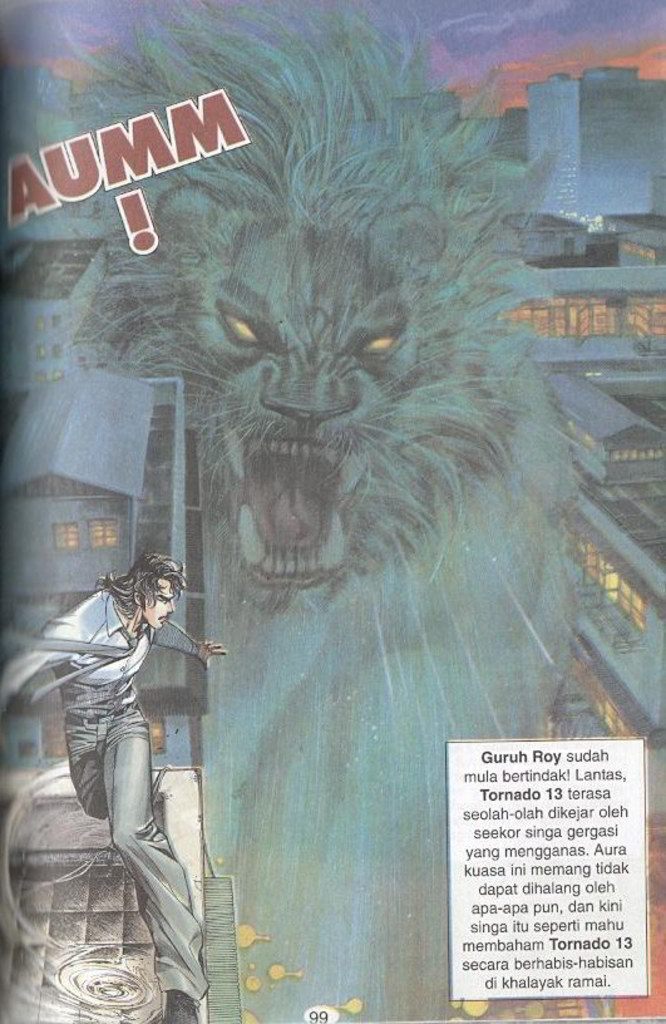 AUMM
!
Guruh Roy sudah
mula bertindak! Lantas,
Tornado 13 terasa
seolah-olah dikejar oleh
seekor singa gergasi
yang mengganas. Aura
kuasa ini memang tidak
dapat dihalang oleh
apa-apa pun, dan kini
singa itu seperti mahu
membaham Tornado 13
secara berhabis-habisan
di khalayak ramai.
99